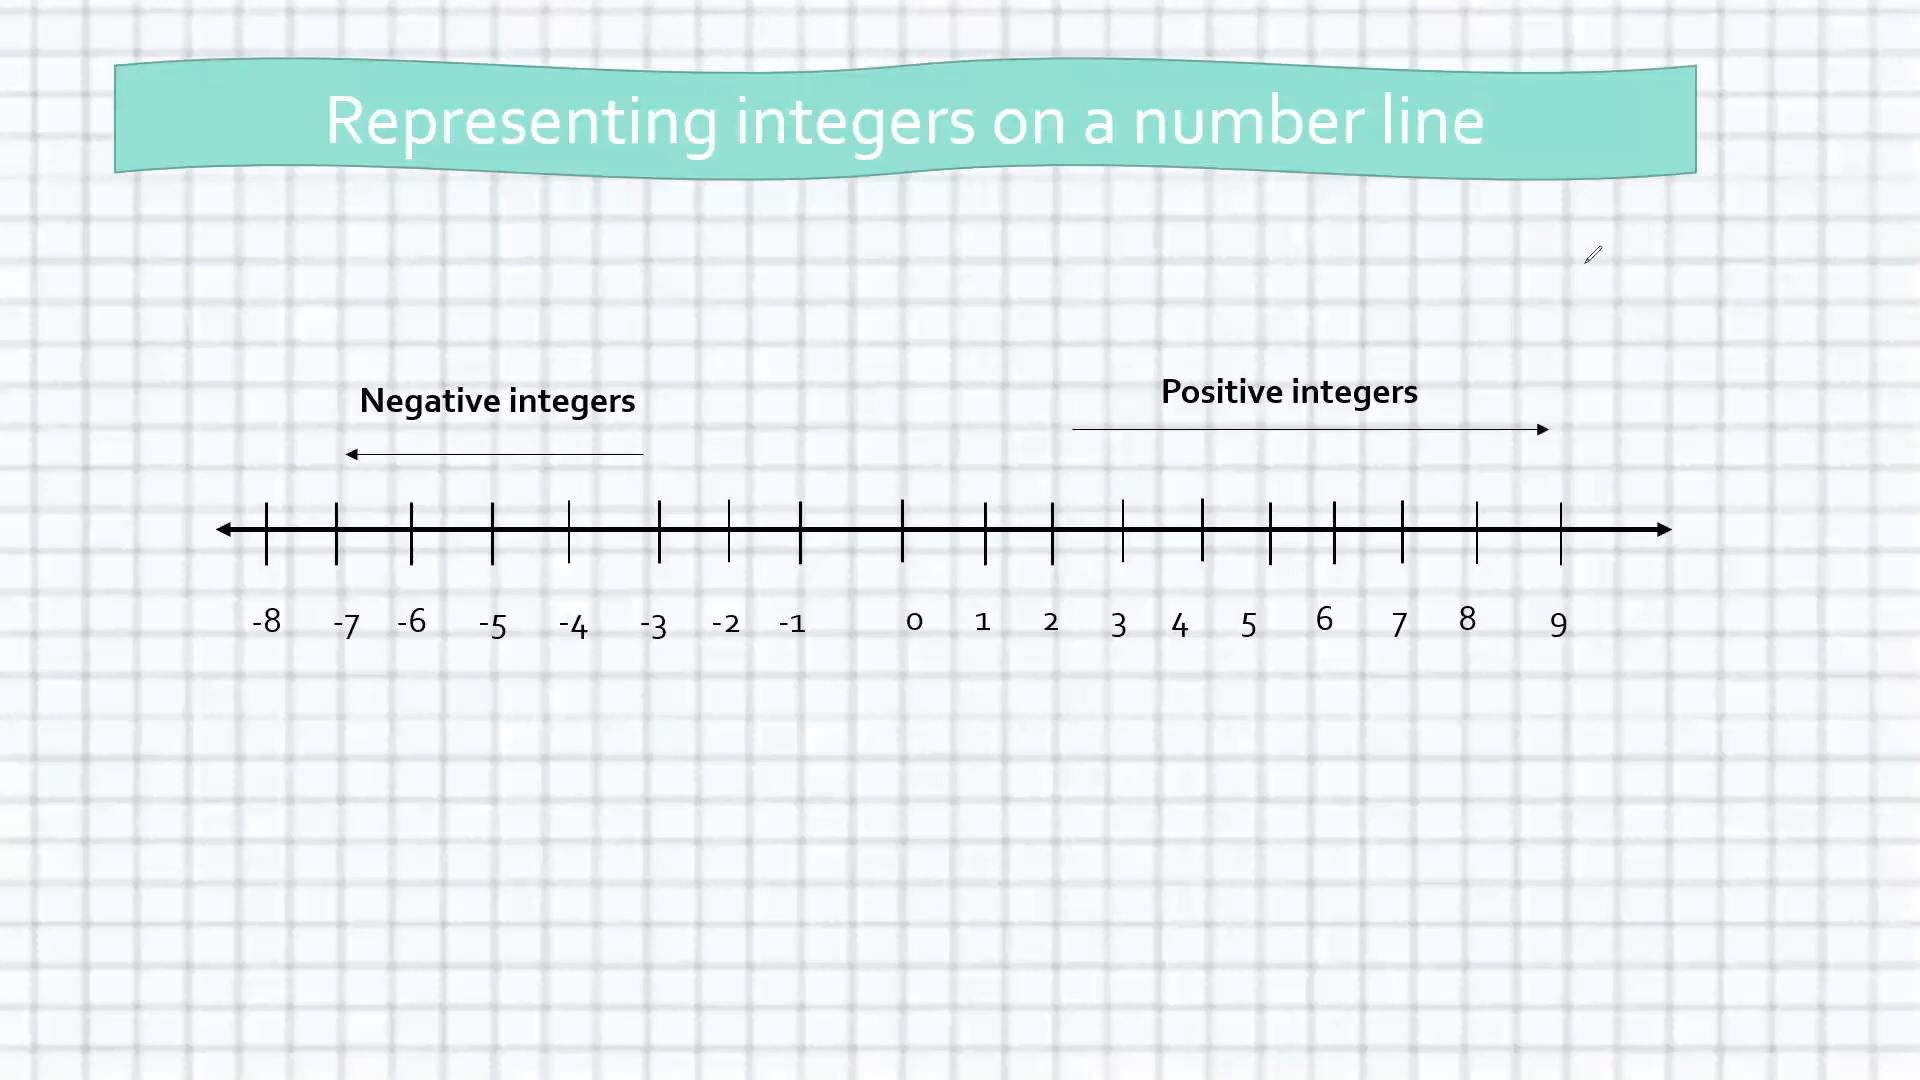 Representing integers on a number line
Negative integers
Positive integers
-8 -7 -6 -5 -4 -3 -2 -1 0 1 2 3 4 5 6 7 8 9